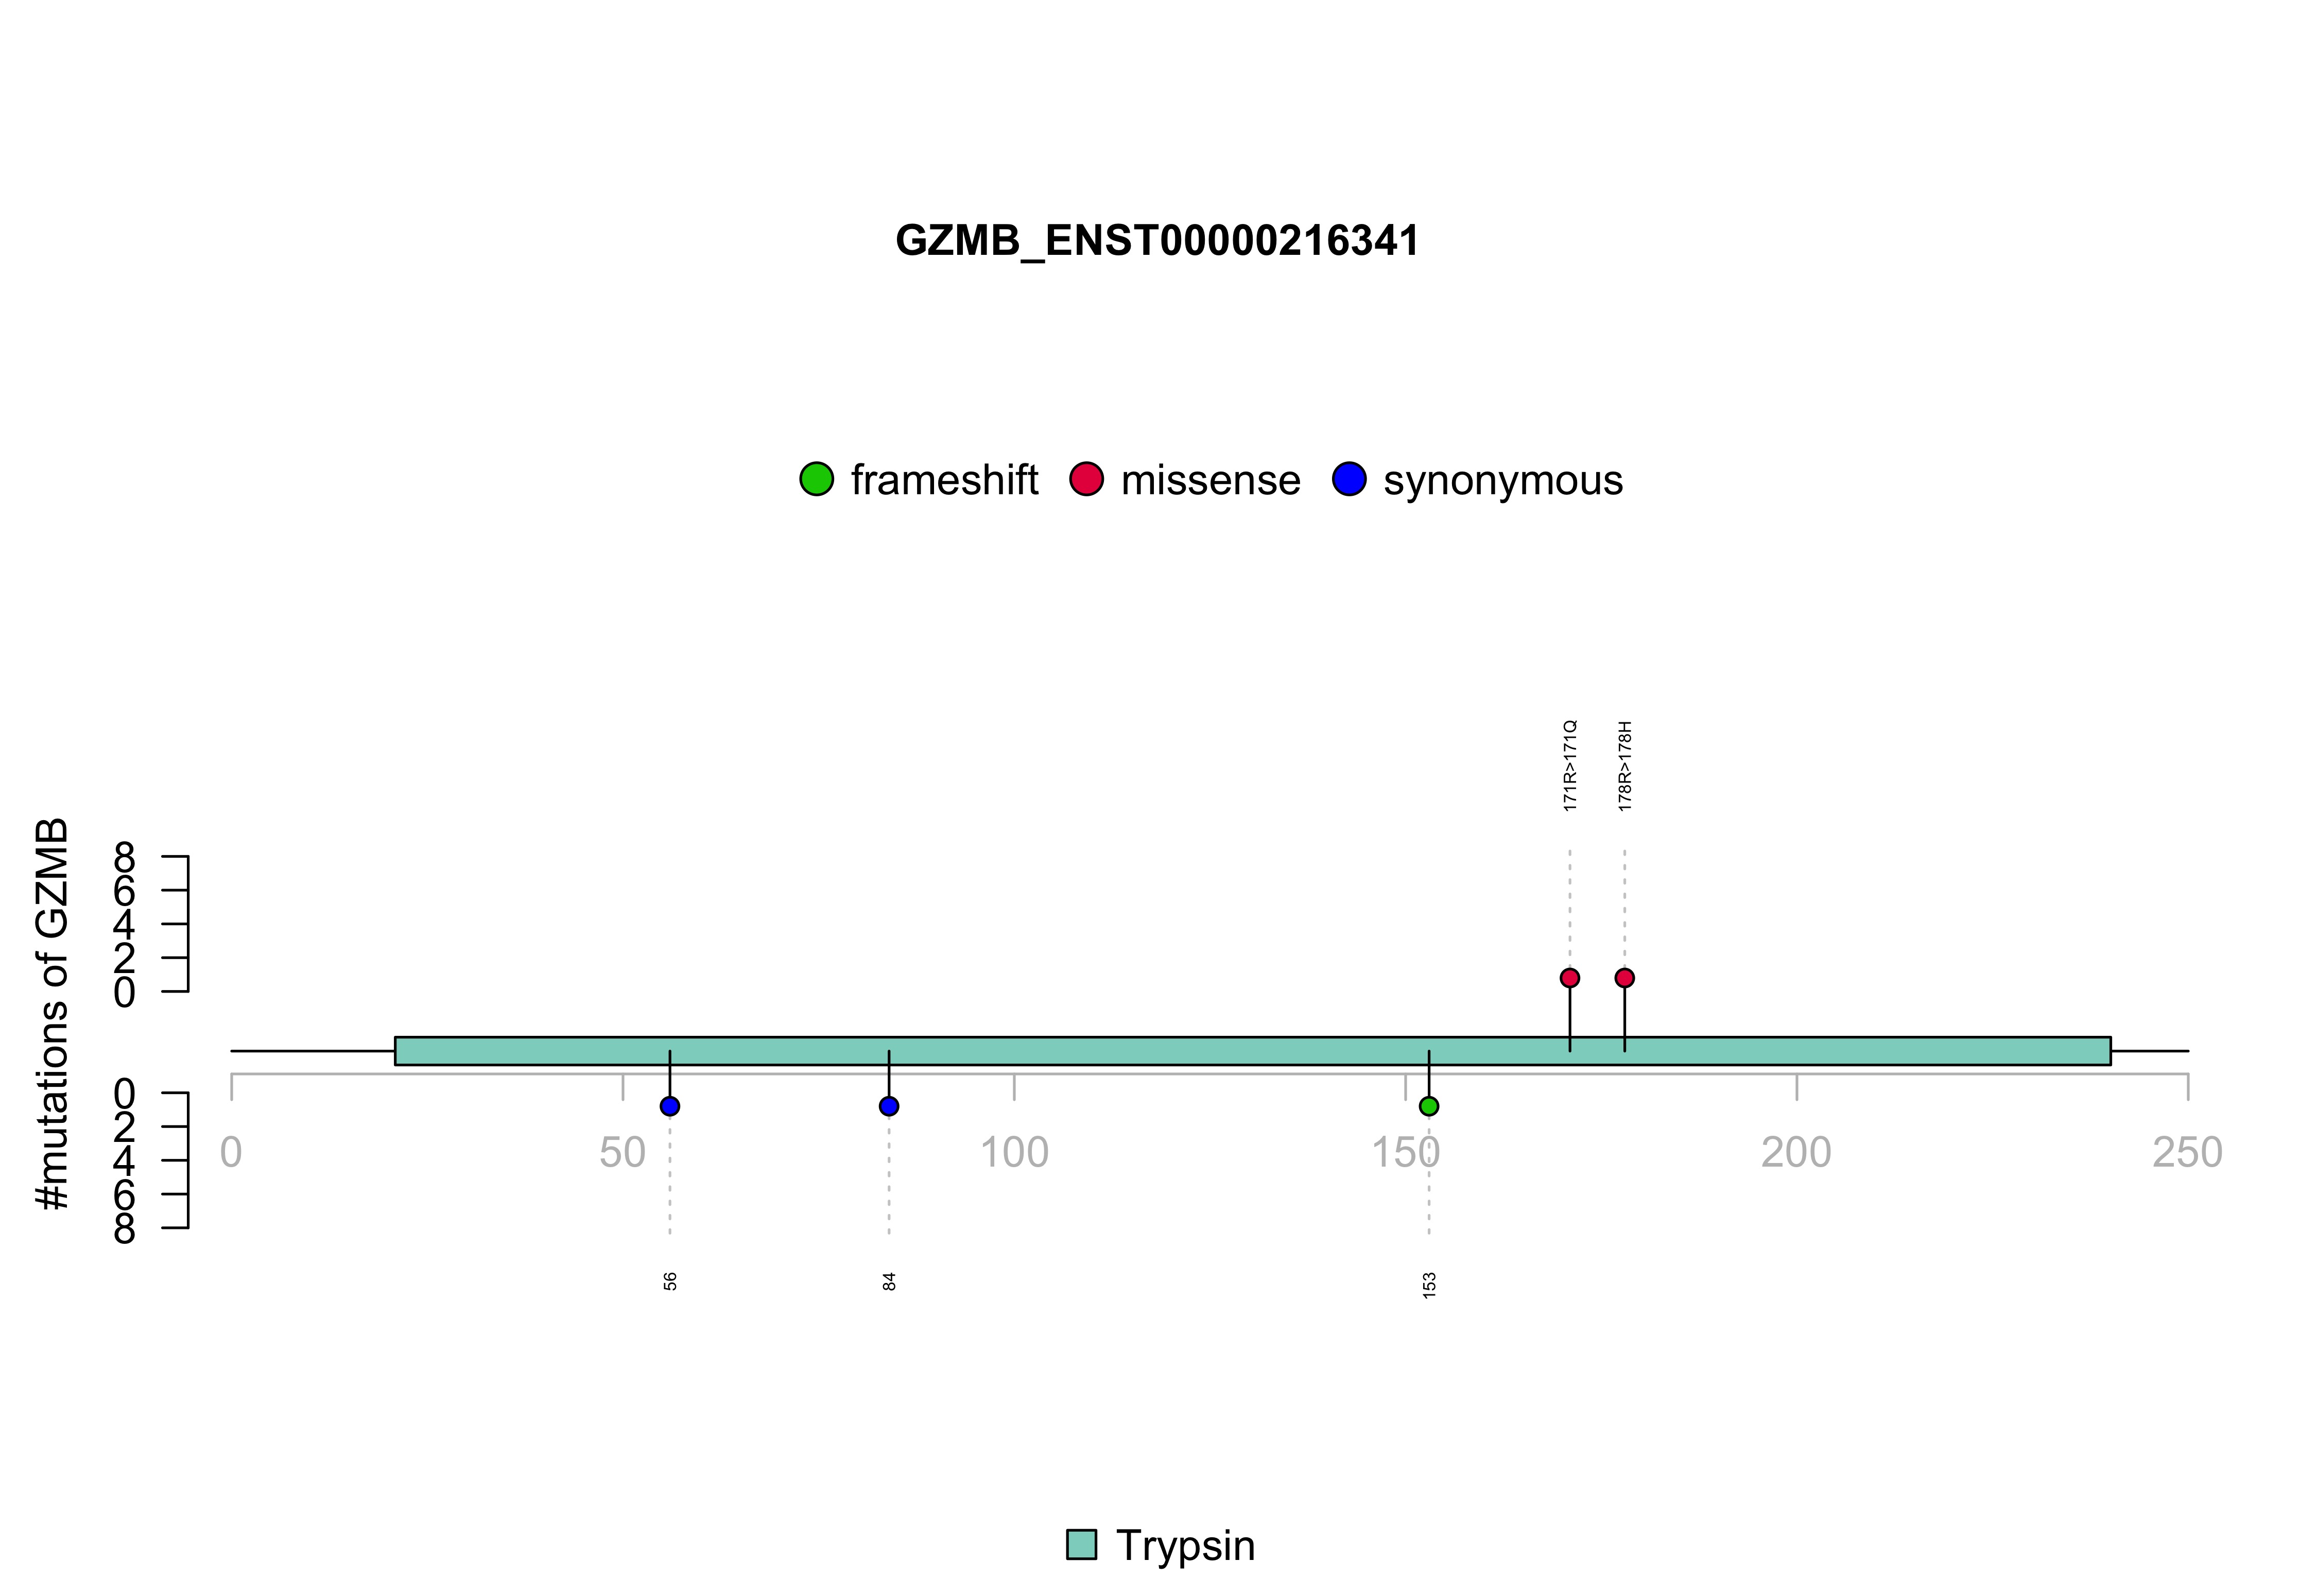 GZMB_ENST00000216341
frameshift missense synonymous
171R>171Q 178R>178H
#mutations of GZMB
8
6
4
2
0
0
2
4
6
8
0 50 100 150 200 250
56 84 153
Trypsin